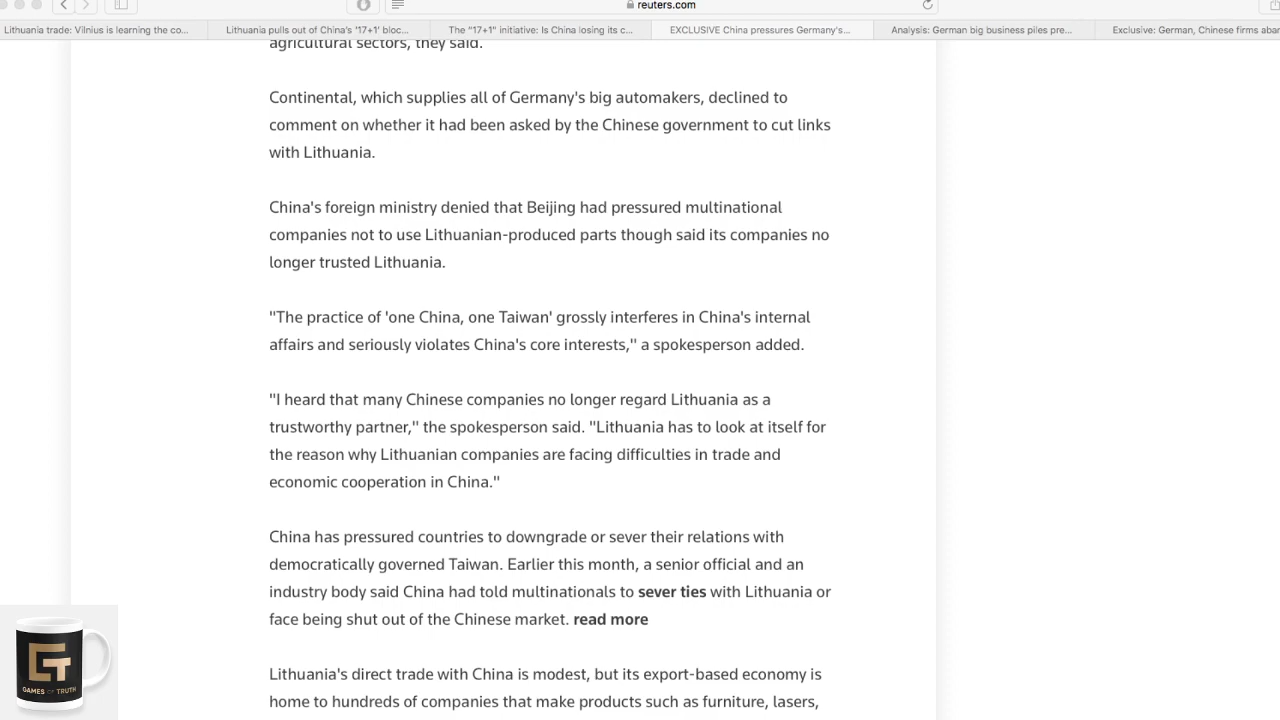 reuters.com
Lithuania trade: Vilnius is learning the co...
Lithuania pulls out of China's '17+1' bloc...
The "17+1" initiative: Is China losing its c...
EXCLUSIVE China pressures Germany's...
Analysis: German big business piles pre...
Exclusive: German, Chinese firms aban
agricultural sectors, they said.
Continental, which supplies all of Germany's big automakers, declined to
comment on whether it had been asked by the Chinese government to cut links
with Lithuania.
China's foreign ministry denied that Beijing had pressured multinational
companies not to use Lithuanian-produced parts though said its companies no
longer trusted Lithuania.
"The practice of 'one China, one Taiwan' grossly interferes in China's internal
affairs and seriously violates China's core interests," a spokesperson added.
"I heard that many Chinese companies no longer regard Lithuania as a
trustworthy partner," the spokesperson said. "Lithuania has to look at itself for
the reason why Lithuanian companies are facing difficulties in trade and
economic cooperation in China."
China has pressured countries to downgrade or sever their relations with
democratically governed Taiwan. Earlier this month, a senior official and an
industry body said China had told multinationals to sever ties with Lithuania or
face being shut out of the Chinese market. read more
Lithuania's direct trade with China is modest, but its export-based economy is
home to hundreds of companies that make products such as furniture, lasers,
GT
GAMES OF TRUTH